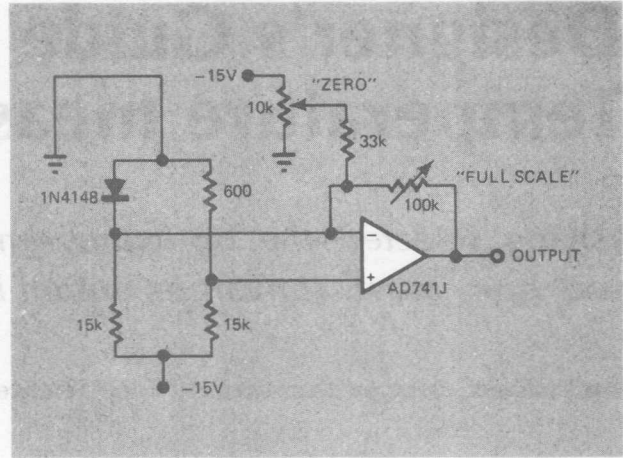 -15V
"ZERO"
10k
33k
1N4148
600
"FULL SCALE"
100k
-
+
OUTPUT
AD741J
15k
15k
-15V